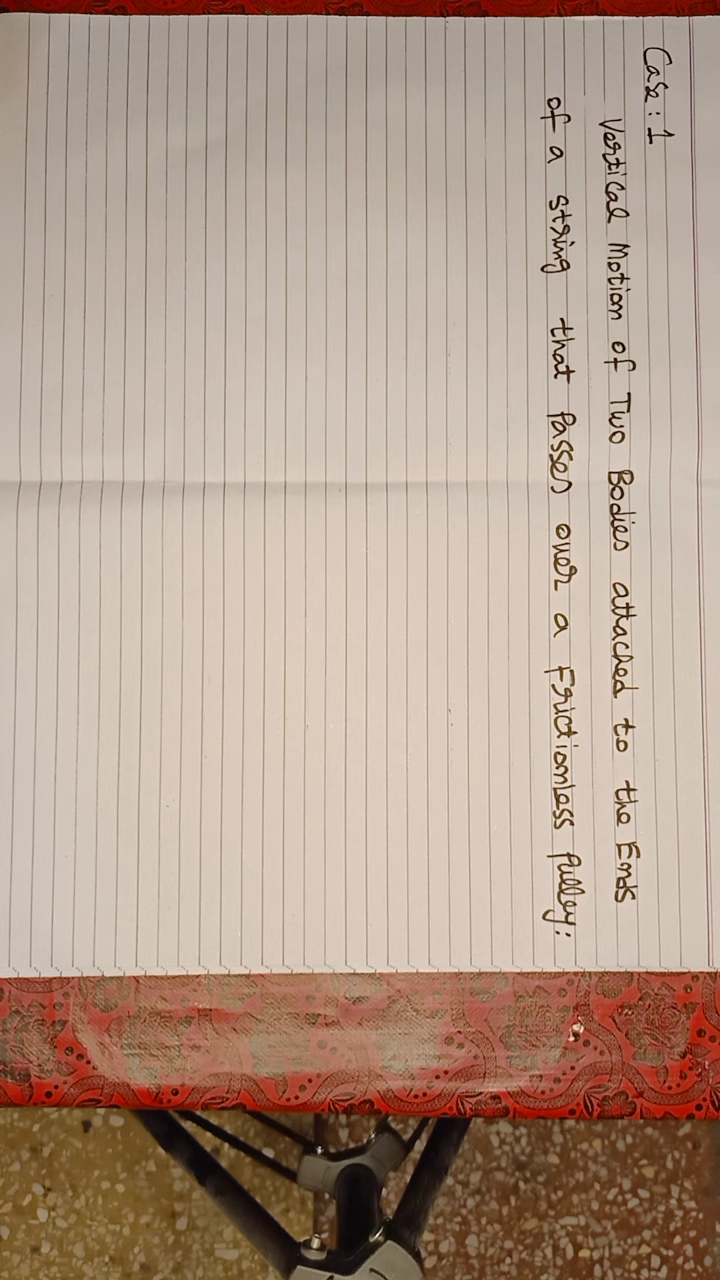 Case : 1
Vertical Motion of Two Bodies attached to the Ends
of a string that Passes over a Frictionless Pulley: